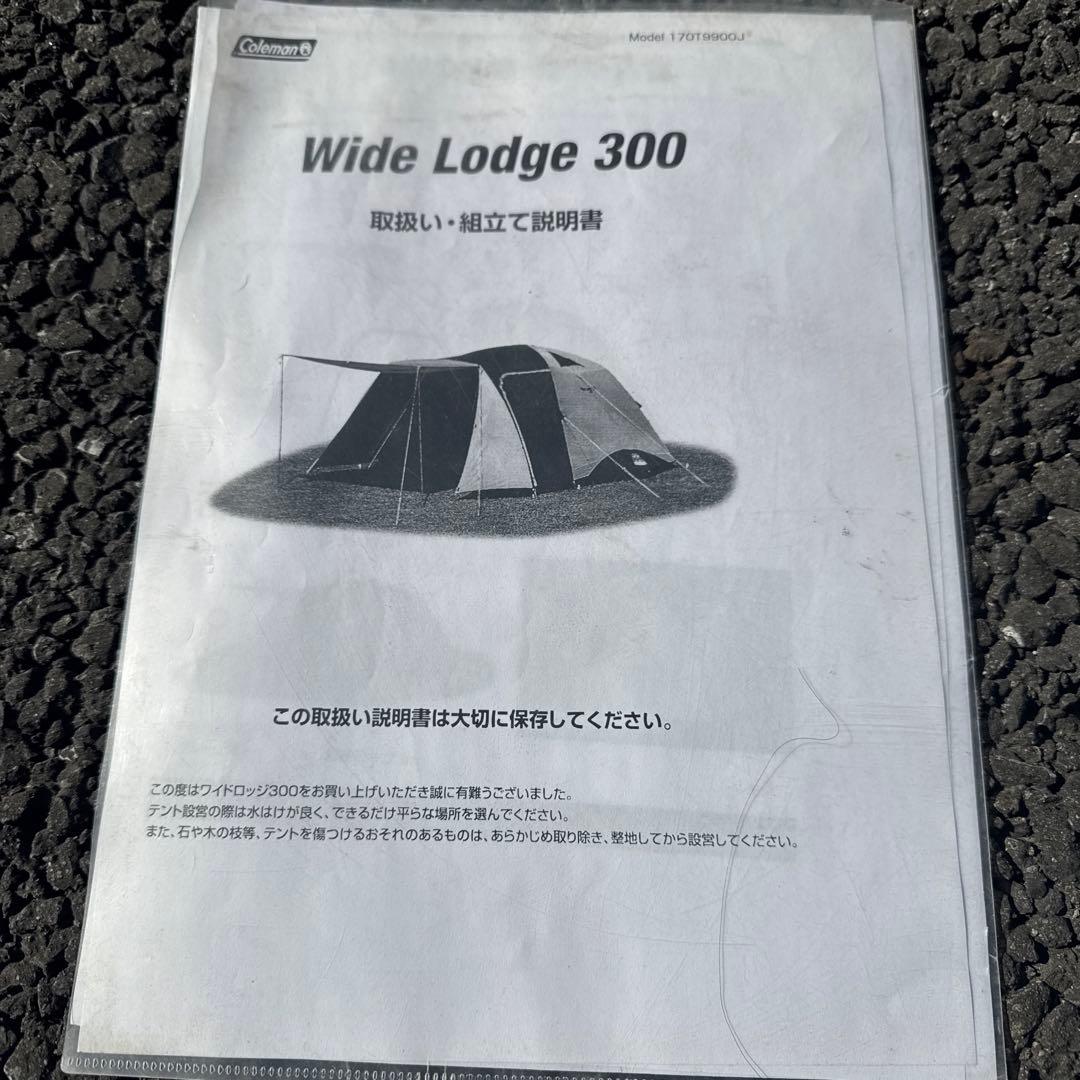 Coleman
Model 170T9900J
Wide Lodge 300
取扱い・組立て説明書
この取扱い説明書は大切に保存してください。
この度はワイドロッジ300をお買い上げいただき誠に有難うございました。
テント設営の際は水はけが良く、できるだけ平らな場所を選んでください。
また、石や木の枝等、テントを傷つけるおそれのあるものは、あらかじめ取り除き、整地してから設営してください。